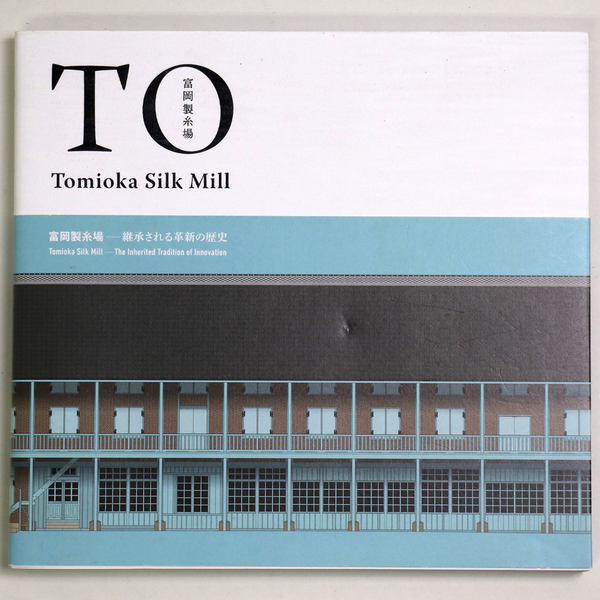 TO
富岡製糸場
Tomioka Silk Mill
富岡製糸場——継承される革新の歴史
Tomioka Silk Mill — The Inherited Tradition of Innovation